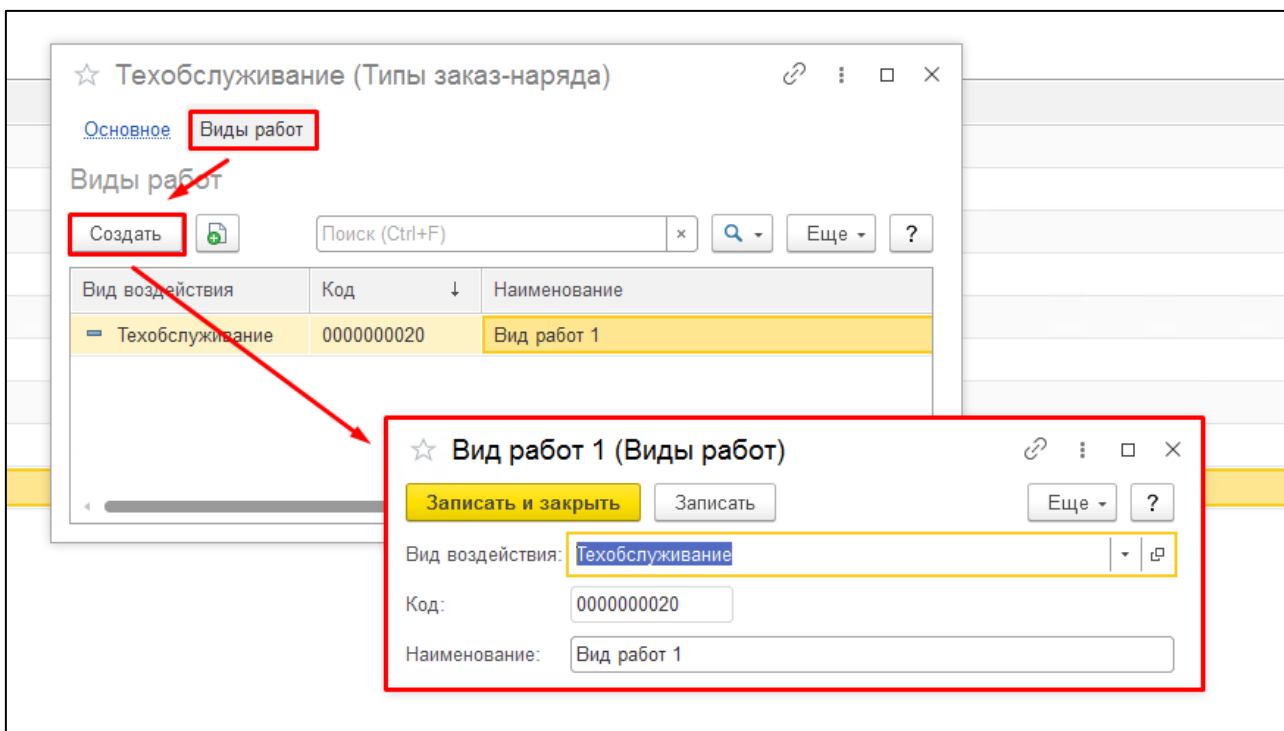 Техобслуживание (Типы заказ-наряда)
Основное Виды работ
Виды работ
Создать Поиск (Ctrl+F) × Еще ?
Вид воздействия Код ↓ Наименование
Техобслуживание 0000000020 Вид работ 1
Вид работ 1 (Виды работ)
Записать и закрыть Записать Еще ?
Вид воздействия: Техобслуживание
Код: 0000000020
Наименование: Вид работ 1